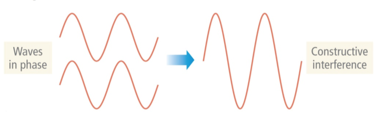 Waves
in phase
Constructive
interference